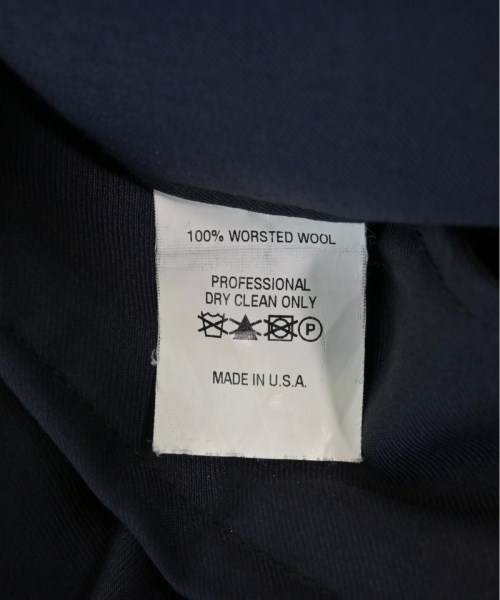 100% WORSTED WOOL
PROFESSIONAL
DRY CLEAN ONLY
P
MADE IN U.S.A.